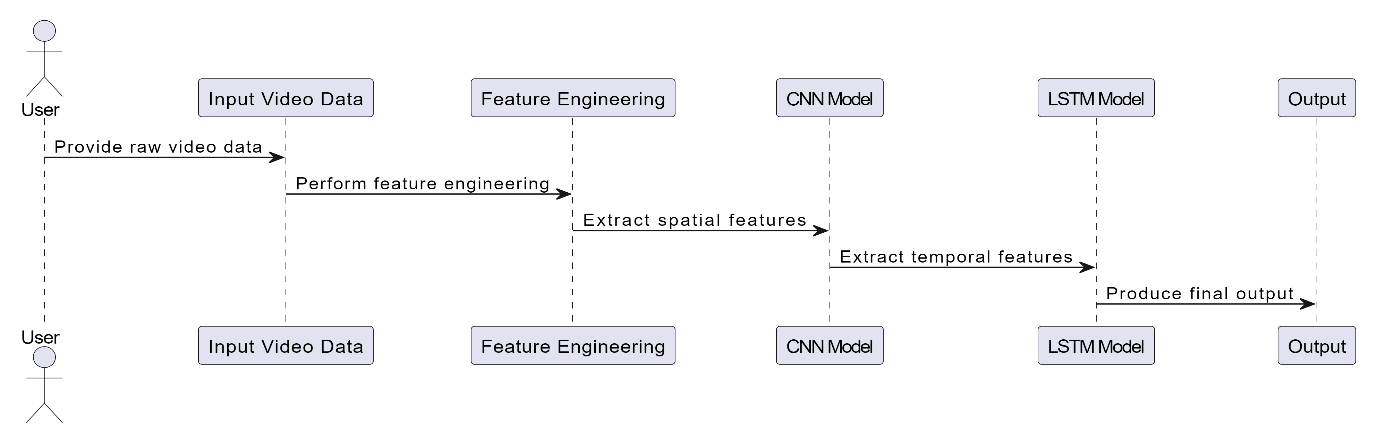 User
Input Video Data
Feature Engineering
CNN Model
LSTM Model
Output
Provide raw video data
Perform feature engineering
Extract spatial features
Extract temporal features
Produce final output
User
Input Video Data
Feature Engineering
CNN Model
LSTM Model
Output